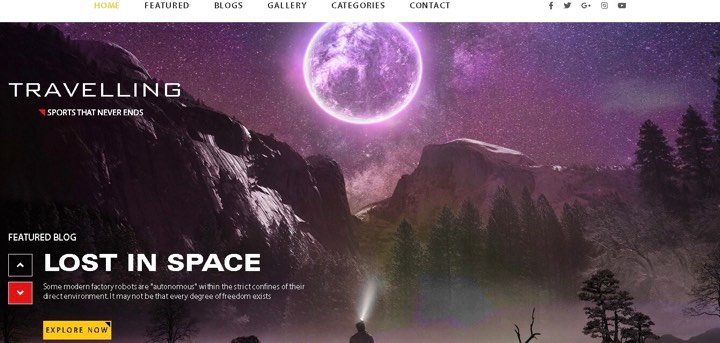 HOME FEATURED BLOGS GALLERY CATEGORIES CONTACT
TRAVELLING
SPORTS THAT NEVER ENDS
FEATURED BLOG
LOST IN SPACE
Some modern factory robots are "autonomous" within the strict confines of their
direct environment. It may not be that every degree of freedom exists
EXPLORE NOW